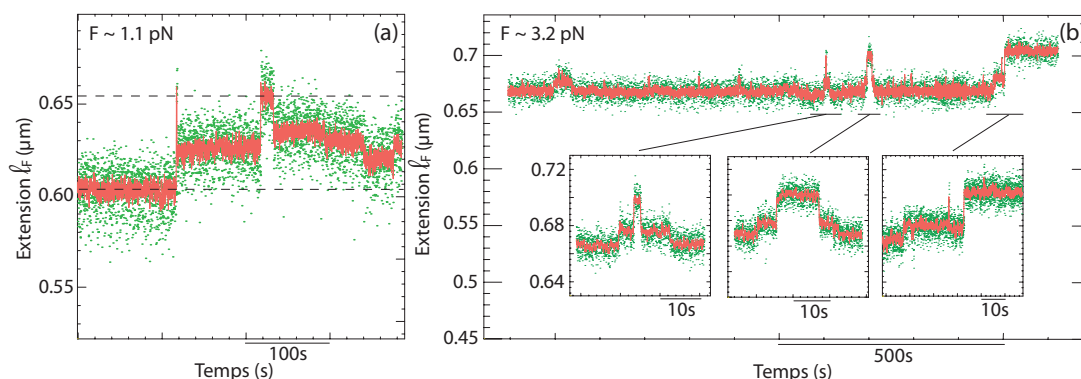 F ~ 1.1 pN
(a)
Extension ℓF (μm)
0.65
0.60
0.55
100s
Temps (s)
F ~ 3.2 pN
(b)
Extension ℓF (μm)
0.7
0.65
0.6
0.55
0.5
0.45
0.72
0.68
0.64
10s
10s
10s
500s
Temps (s)